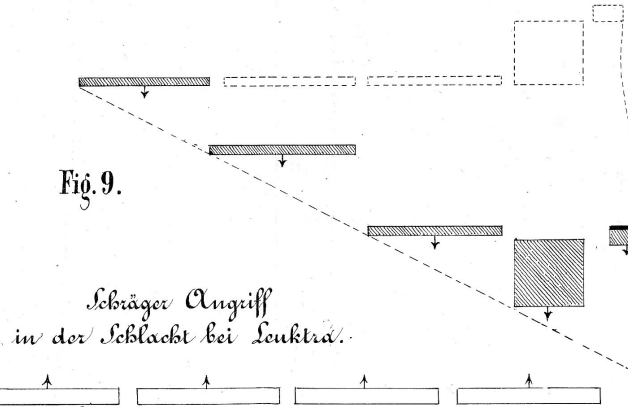 Fig. 9.
Schräger Angriff
in der Schlacht bei Leuktra.